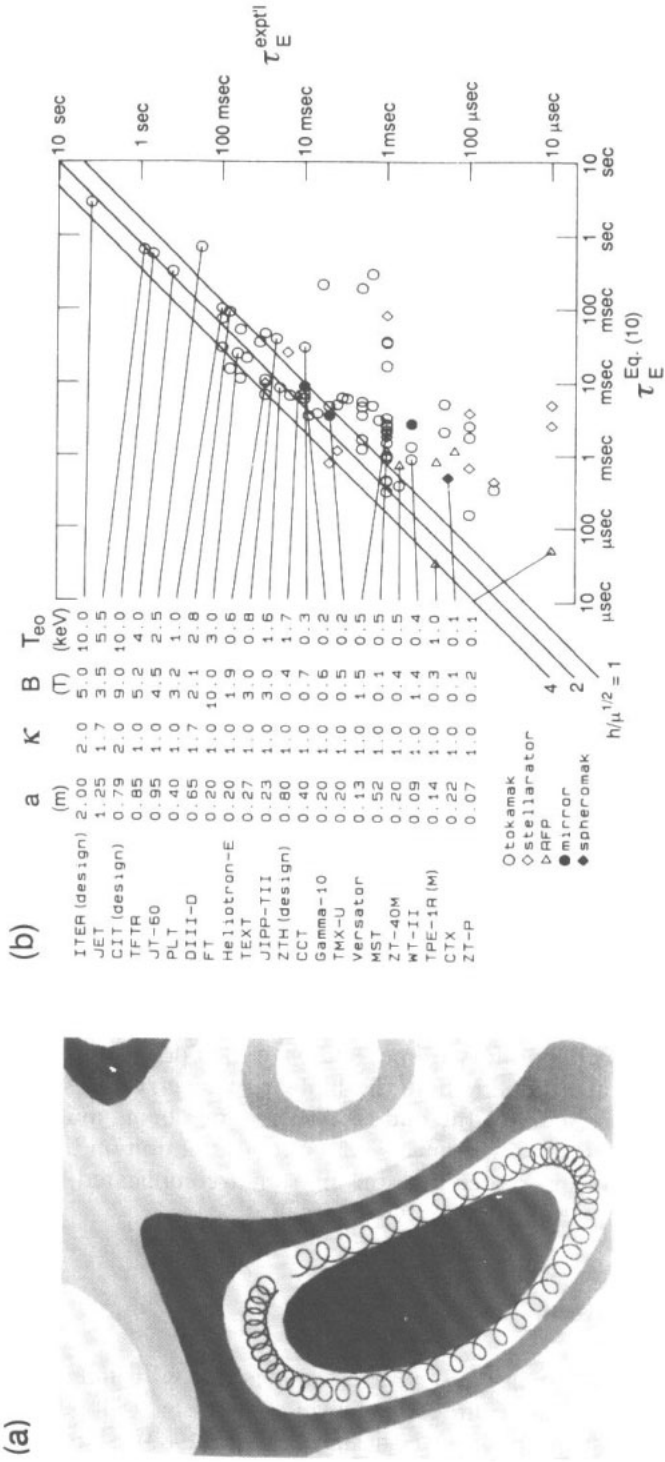 (a)
(b)
a κ B T eo
(m) (T) (keV)
ITER (design) 2.00 2.0 5.0 10.0
JET 1.25 1.7 3.5 5.5
CIT (design) 0.79 2.0 9.0 10.0
TFTR 0.85 1.0 5.2 4.0
JT-60 0.95 1.0 4.5 2.5
PLT 0.40 1.0 3.2 1.0
DIII-D 0.65 1.7 2.1 2.8
FT 0.20 1.0 10.0 3.0
Heliotron-E 0.20 1.0 1.9 0.6
TEXT 0.27 1.0 3.0 0.8
JIPP-TII 0.23 1.0 3.0 1.6
ZTH (design) 0.80 1.0 0.4 1.7
CCT 0.40 1.0 0.7 0.3
Gamma-10 0.20 1.0 0.6 0.2
TMX-U 0.20 1.0 0.5 0.2
Versator 0.13 1.0 1.5 0.5
MST 0.52 1.0 0.1 0.5
ZT-40M 0.20 1.0 0.4 0.5
WT-II 0.09 1.0 1.4 0.4
TPE-1R (M) 0.14 1.0 0.3 1.0
CTX 0.22 1.0 0.1 0.1
ZT-P 0.07 1.0 0.2 0.1
tokamak
stellarator
RFP
mirror
spheromak
4
2
h/μ1/2 = 1
10 sec
1 sec
100 msec
10 msec
1msec
100 μsec
10 μsec
τ E expt'l
10 μsec
100 μsec
1 msec
10 msec
100 msec
1 sec
10 sec
τ E Eq. (10)